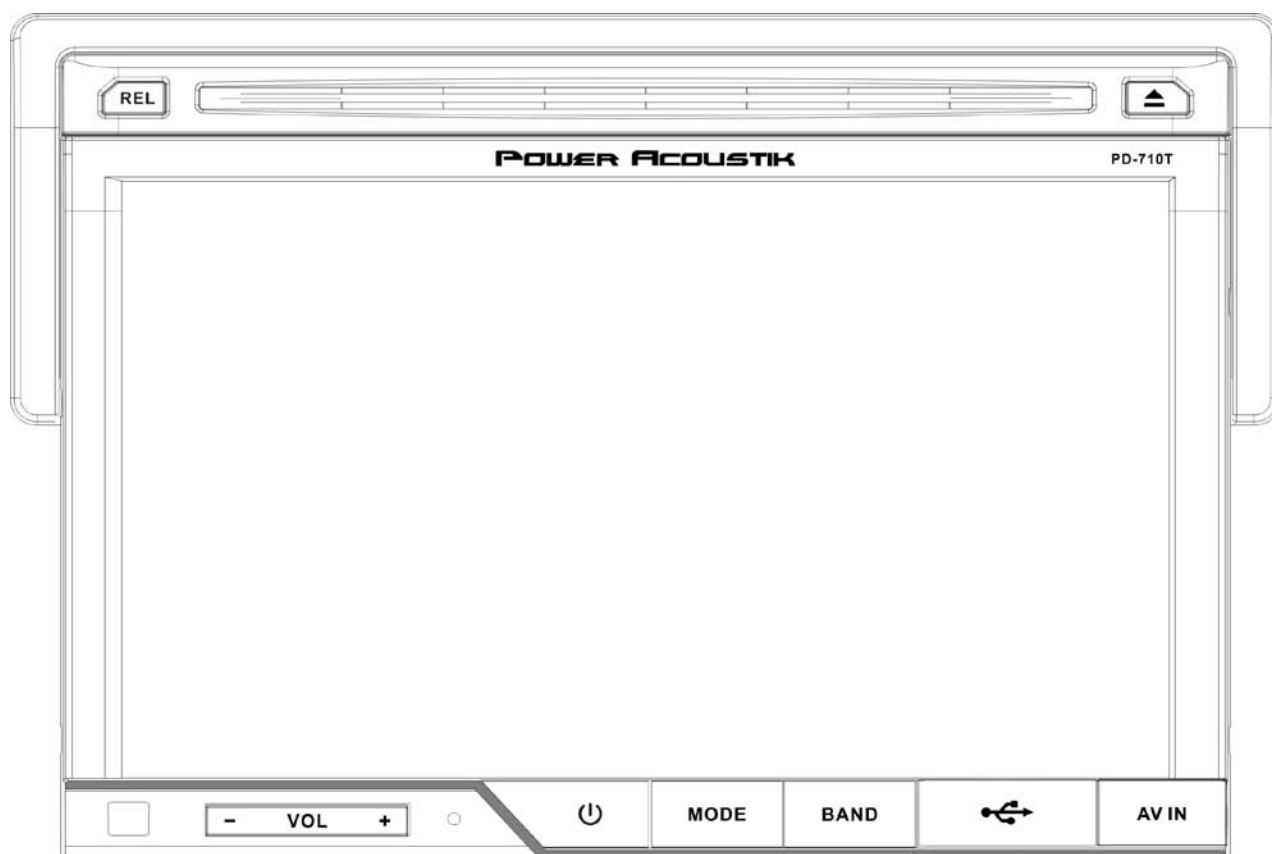 REL
POWER ACOUSTIK
PD-710T
- VOL +
MODE
BAND
AV IN